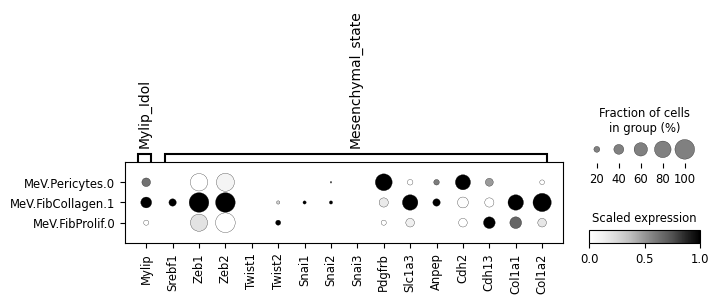 Mylip_Idol
Mesenchymal_state
MeV.Pericytes.0
MeV.FibCollagen.1
MeV.FibProlif.0
Mylip
Srebf1
Zeb1
Zeb2
Twist1
Twist2
Snai1
Snai2
Snai3
Pdgfrb
Slc1a3
Anpep
Cdh2
Cdh13
Col1a1
Col1a2
Fraction of cells
in group (%)
20 40 60 80 100
Scaled expression
0.0 0.5 1.0